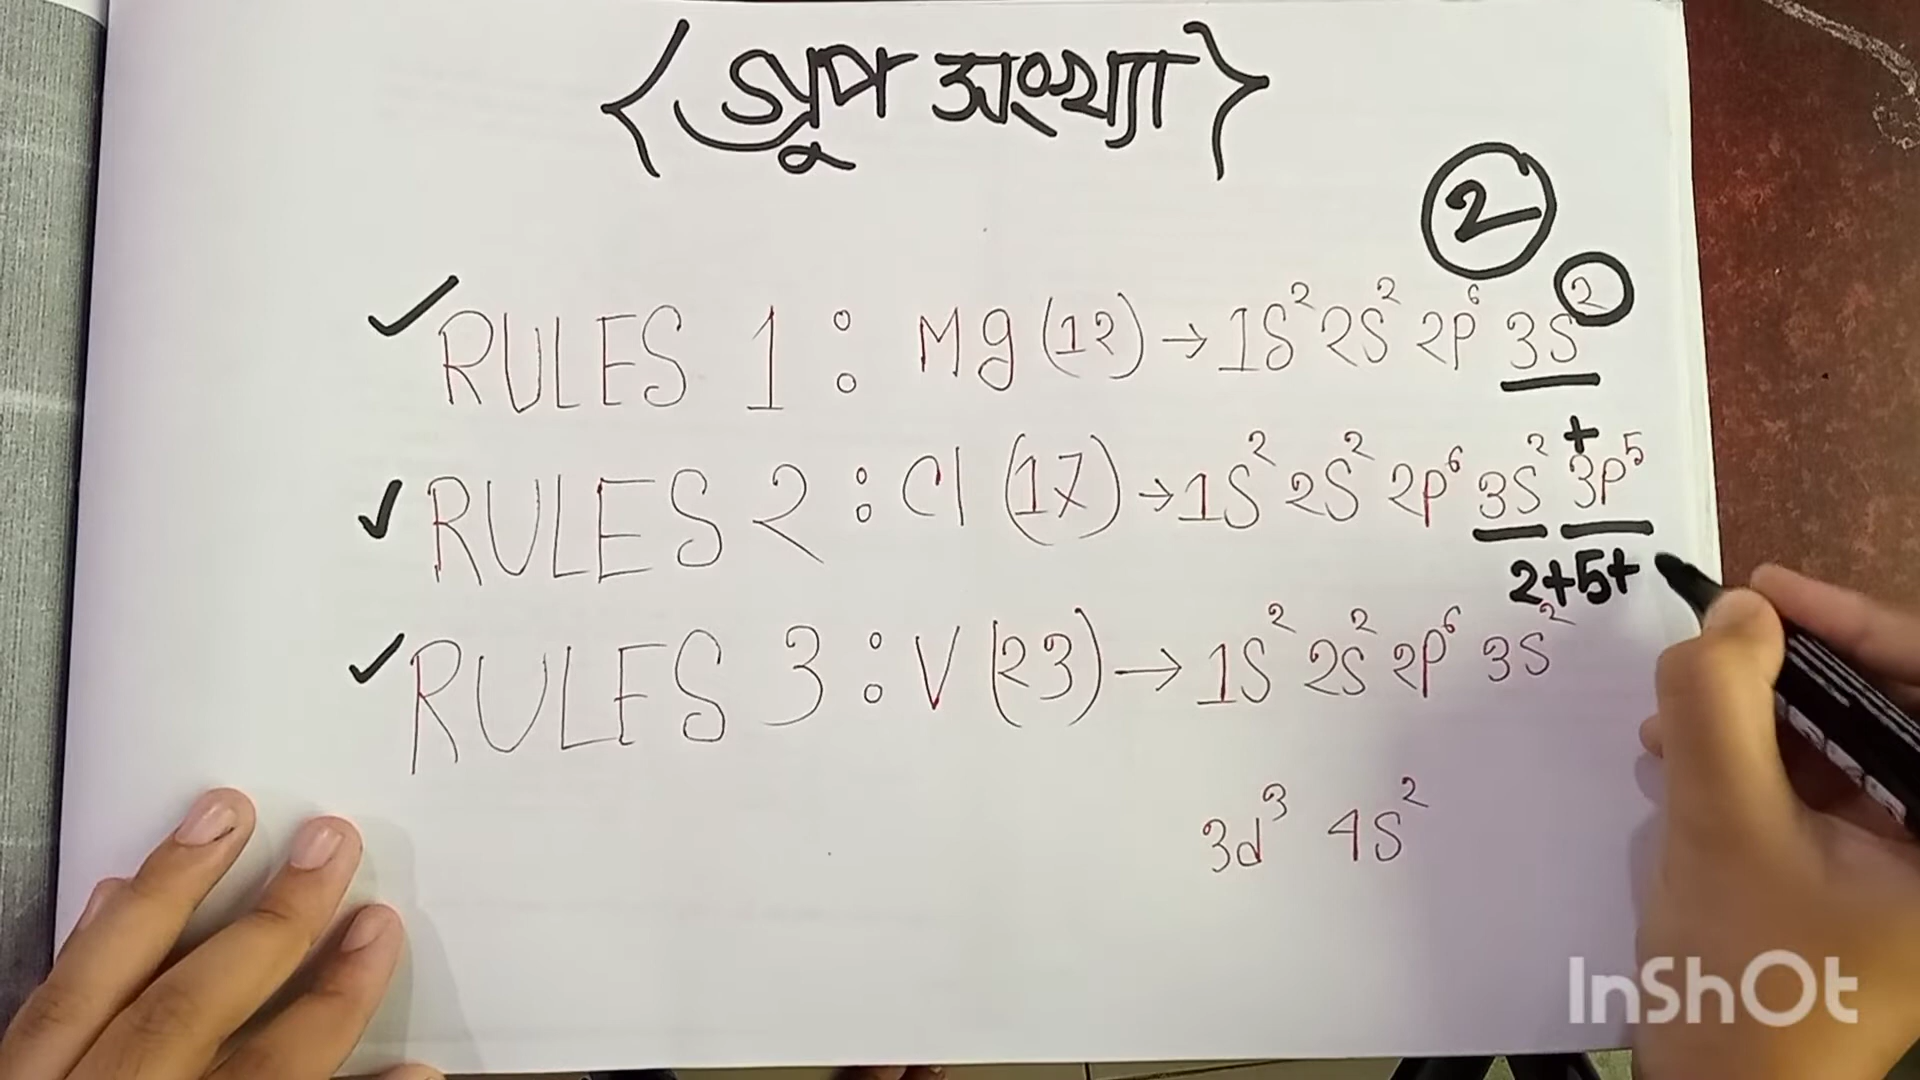 < গ্রুপ সংখ্যা >
2
RULES 1 : Mg (12) → 1S² 2S² 2P⁶ 3S²
+
RULES 2 : Cl (17) → 1S² 2S² 2P⁶ 3S² 3P⁵
2+5+
RULES 3 : V (23) → 1S² 2S² 2P⁶ 3S²
3d³ 4S²
InShOt